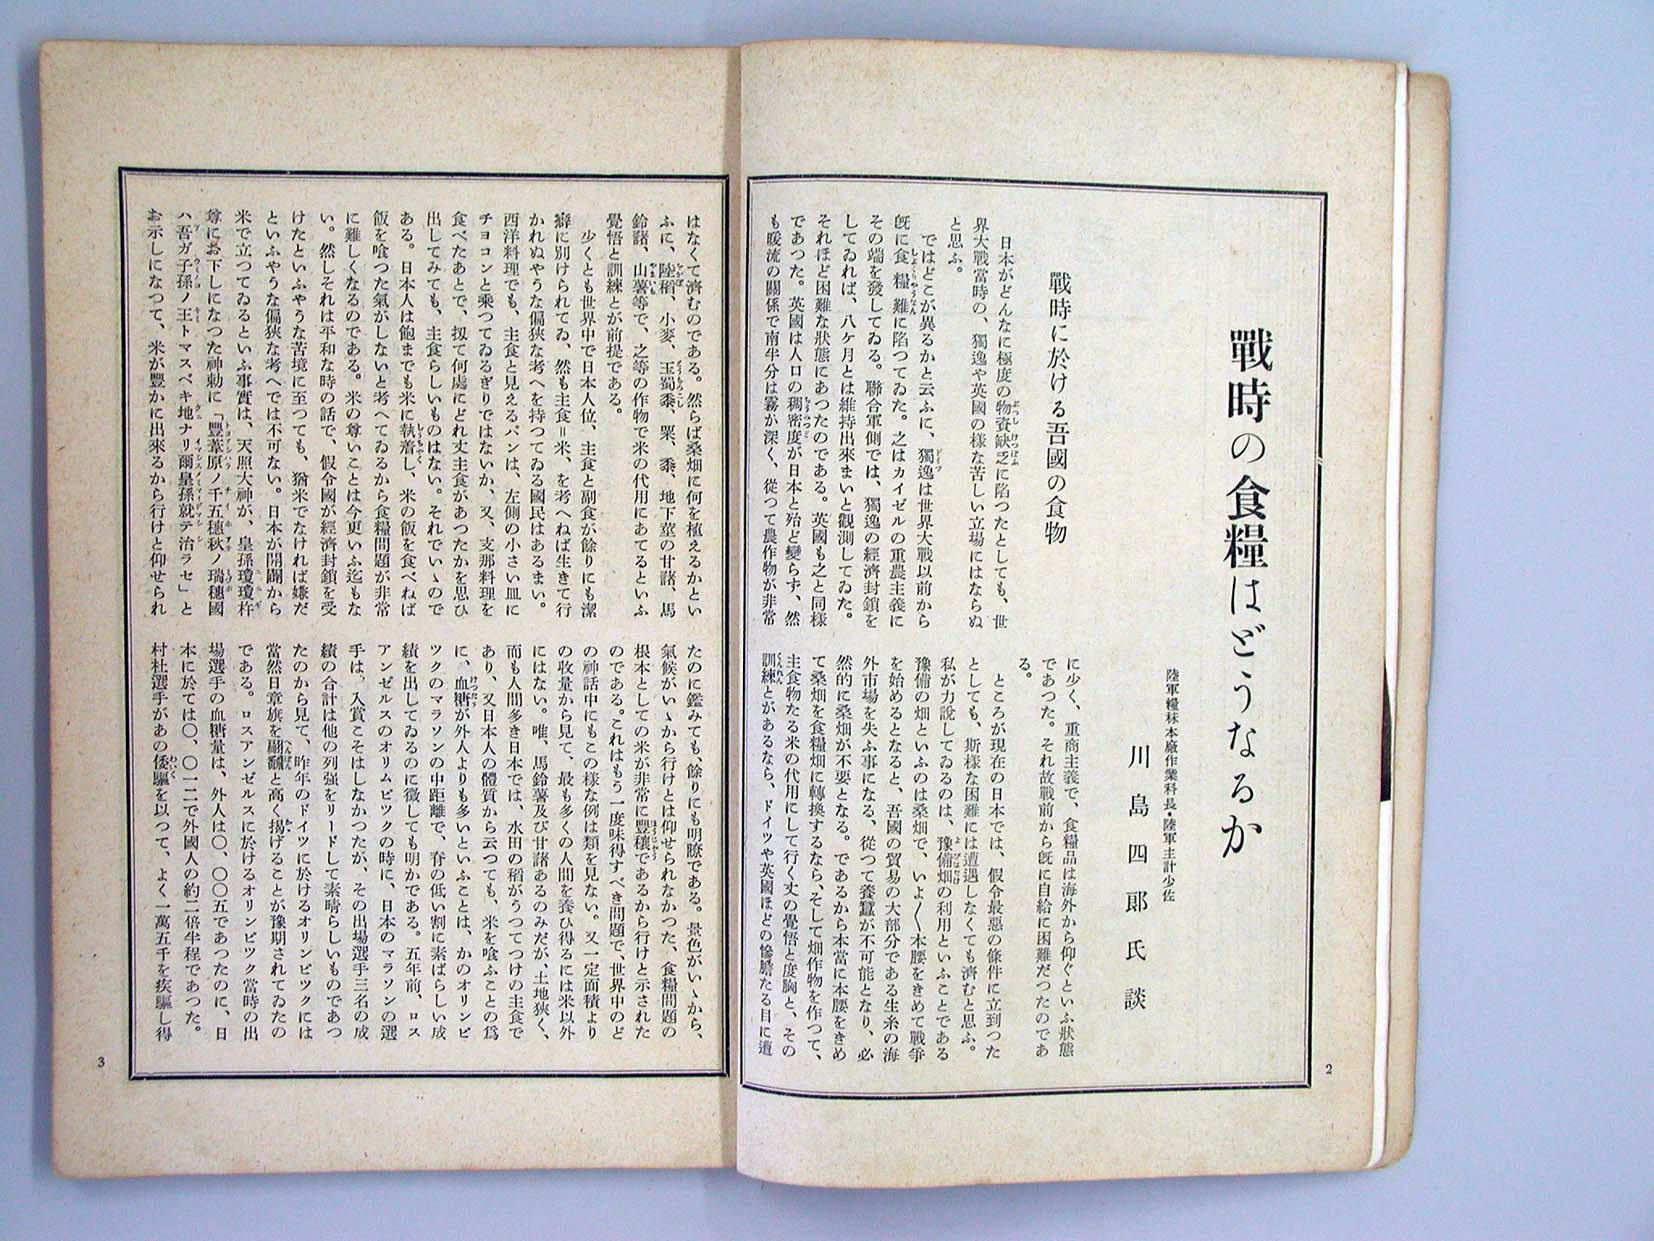 戰時の食糧はどうなるか
陸軍糧秣本廠作業科長・陸軍主計少佐
川島四郎氏談
戰時に於ける吾國の食物
日本がどんなに極度の物資缺乏に陷つたとしても、世
界大戰當時の、獨逸や英國の樣な苦しい立場にはならぬ
と思ふ。
ではどこが異るかと云ふに、獨逸は世界大戰以前から
旣に食糧難に陷つてゐた。之はカイゼルの重農主義に
その端を發してゐる。聯合軍側では、獨逸の經濟封鎖を
してゐれば、八ケ月とは維持出來まいと觀測してゐた。
それほど困難な狀態にあつたのである。英國も之と同樣
であつた。英國は人口の稠密度が日本と殆ど變らず、然
も暖流の關係で南半分は霧が深く、從つて農作物が非常
に少く、重商主義で、食糧品は海外から仰ぐといふ狀態
であつた。それ故戰前から旣に自給に困難だつたのであ
る。
ところが現在の日本では、假令最惡の條件に立到つた
としても、斯樣な困難には遭遇しなくても濟むと思ふ。
私が力說してゐるのは、豫備畑の利用といふことである
豫備の畑といふのは桑畑で、いよ〱本腰をきめて戰爭
を始めるとなると、吾國の貿易の大部分である生糸の海
外市場を失ふ事になる、從つて養蠶が不可能となり、必
然的に桑畑が不要となる。であるから本當に本腰をきめ
て桑畑を食糧畑に轉換するなら、そして畑作物を作つて、
主食物たる米の代用にして行く丈の覺悟と度胸と、その
訓練とがあるなら、ドイツや英國ほどの慘膽たる目に遭
2
はなくて濟むのである。然らば桑畑に何を植えるかとい
ふに、陸稻、小麥、玉蜀黍、粟、黍、地下莖の甘藷、馬
鈴藷、山薯等で、之等の作物で米の代用にあてるといふ
覺悟と訓練とが前提である。
少くとも世界中で日本人位、主食と副食が餘りにも潔
癖に別けられてゐ、然も主食＝米、を考へねば生きて行
かれぬやうな偏狹な考へを持つてゐる國民はあるまい。
西洋料理でも、主食と見えるパンは、左側の小さい皿に
チヨコンと乘つてゐるぎりではないか、又、支那料理を
食べたあとで、扨て何處にどれ丈主食があつたかを思ひ
出してみても、主食らしいものはない。それでいゝので
ある。日本人は飽までも米に執着し、米の飯を食べねば
飯を喰つた氣がしないと考へてゐるから食糧問題が非常
に難しくなるのである。米の尊いことは今更いふ迄もな
い。然しそれは平和な時の話で、假令國が經濟封鎖を受
けたといふやうな苦境に至つても、猶米でなければ嫌だ
といふやうな偏狹な考へでは不可ない。日本が開闢から
米で立つてゐるといふ事實は、天照大神が、皇孫瓊瓊杵
尊にお下しになつた神勅に「豐葦原ノ千五穗秋ノ瑞穗國
ハ吾ガ子孫ノ王トマスベキ地ナリ爾皇孫就テ治ラセ」と
お示しになつて、米が豐かに出來るから行けと仰せられ
たのに鑑みても、餘りにも明瞭である。景色がいゝから、
氣候がいゝから行けとは仰せられなかつた、食糧問題の
根本としての米が非常に豐穰であるから行けと示された
のである。これはもう一度味得すべき問題で、世界中のど
の神話中にもこの樣な例は類を見ない。又一定面積より
の收量から見て、最も多くの人間を養ひ得るには米以外
にはない。唯、馬鈴薯及び甘諸あるのみだが、土地狹く、
而も人間多き日本では、水田の稻がうつてつけの主食で
あり、又日本人の體質から云つても、米を喰ふことの爲
に、血糖が外人よりも多いといふことは、かのオリンピ
ツクのマラソンの中距離で、脊の低い割に素ばらしい成
績を出してゐるのに徵しても明かである。五年前、ロス
アンゼルスのオリムピツクの時に、日本のマラソンの選
手は、入賞こそはしなかつたが、その出場選手三名の成
績の合計は他の列强をリードして素晴らしいものであつ
たのから見て、昨年のドイツに於けるオリンピツクには
當然日章旗を翩飜と高く揚げることが豫期されてゐたの
である。ロスアンゼルスに於けるオリンピツク當時の出
場選手の血糖量は、外人は〇、〇〇五であつたのに、日
本に於ては〇、〇一二で外國人の約二倍半程であつた。
村社選手があの倭軀を以つて、よく一萬五千を疾驅し得
3